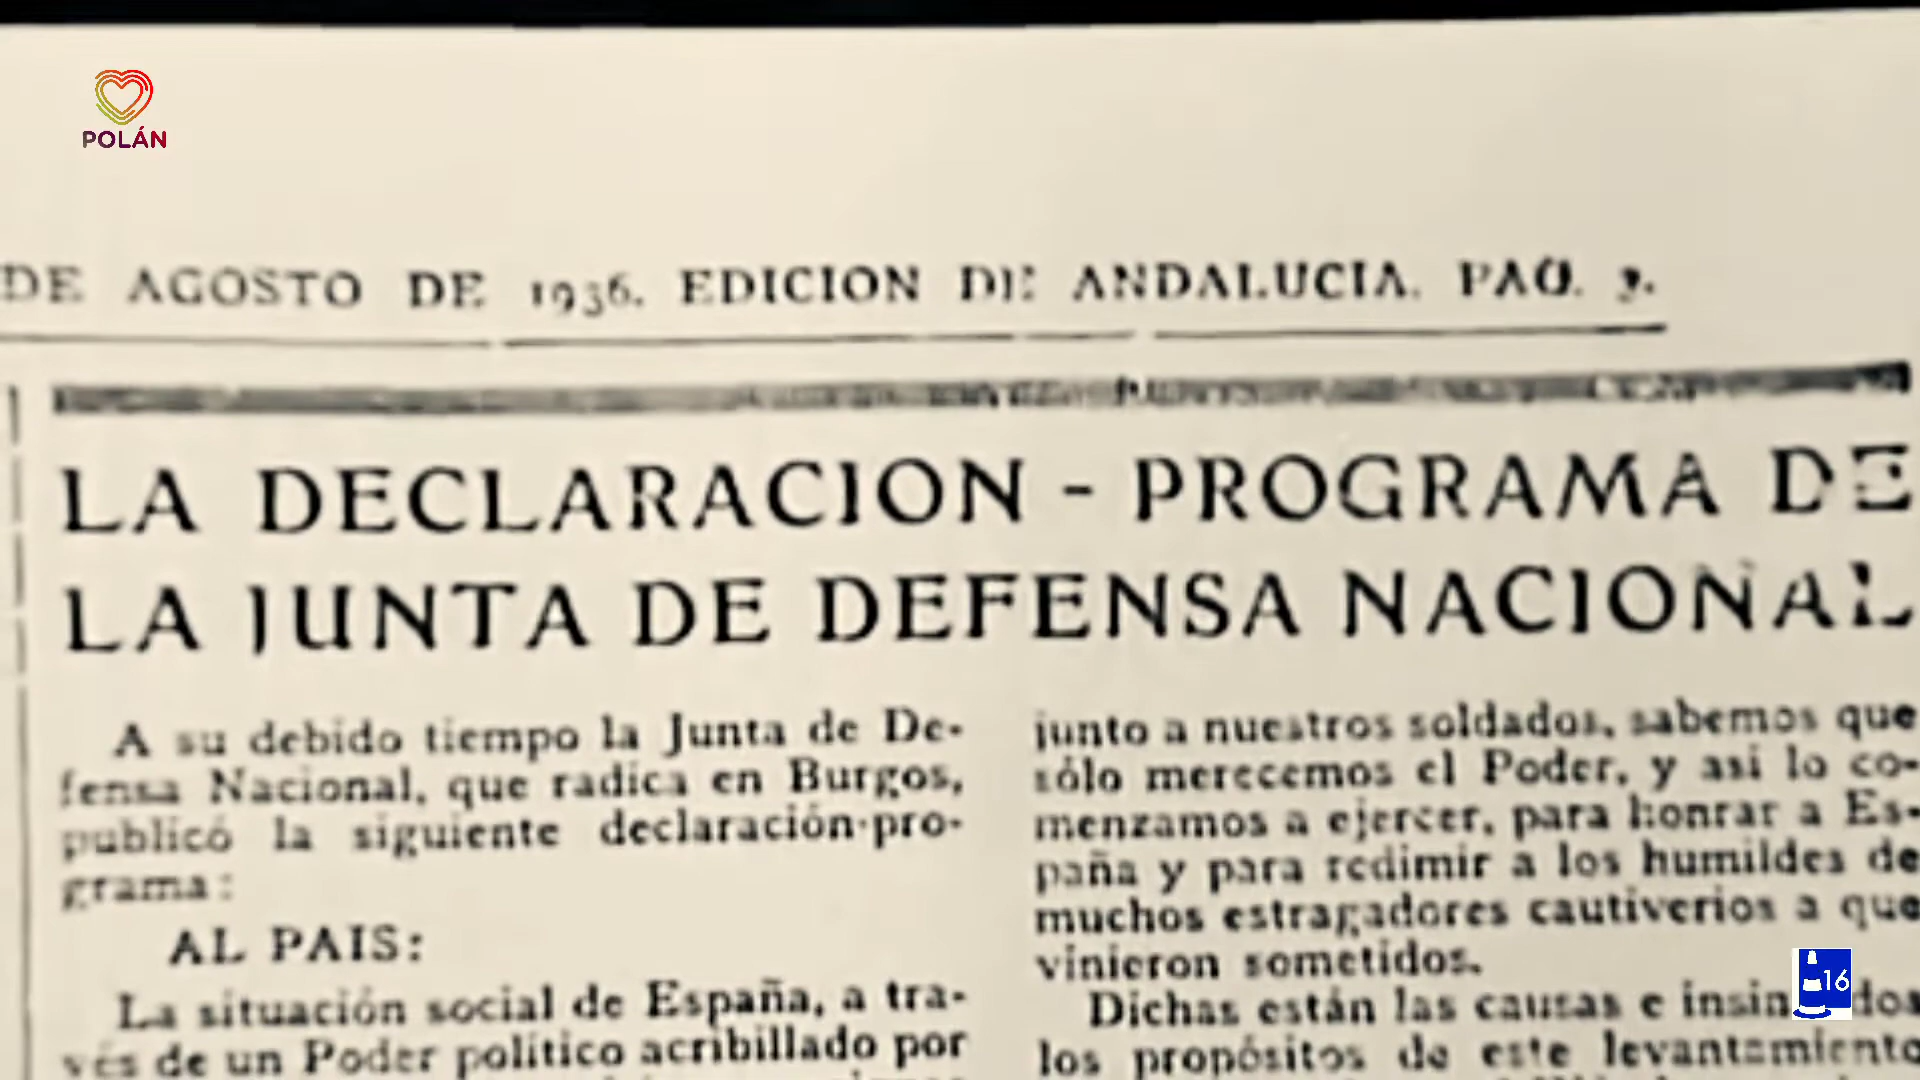 POLÁN
DE AGOSTO DE 1936. EDICION DE ANDALUCIA. PAG.
LA DECLARACION - PROGRAMA DE
LA JUNTA DE DEFENSA NACIONAL
A su debido tiempo la Junta de De-
fensa Nacional, que radica en Burgos,
publicó la siguiente declaración-pro-
grama:
AL PAIS:
La situación social de España, a tra-
vés de un Poder político acribillado por
junto a nuestros soldados, sabemos que
sólo merecemos el Poder, y así lo co-
menzamos a ejercer, para honrar a Es-
paña y para redimir a los humildes de
muchos estragadores cautiverios a que
vinieron sometidos.
Dichas están las causas e
los propósitos de este levantamiento
16